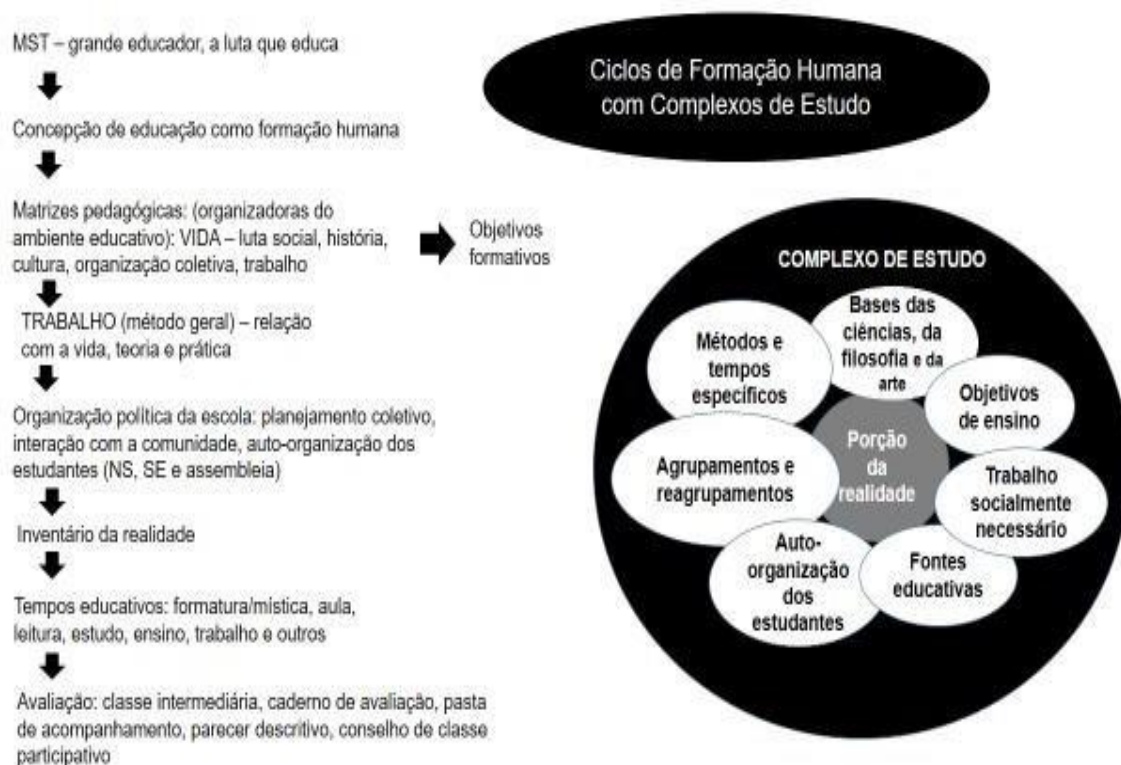 MST – grande educador, a luta que educa
Concepção de educação como formação humana
Matrizes pedagógicas: (organizadoras do
ambiente educativo): VIDA – luta social, história,
cultura, organização coletiva, trabalho
Objetivos
formativos
TRABALHO (método geral) – relação
com a vida, teoria e prática
Organização política da escola: planejamento coletivo,
interação com a comunidade, auto-organização dos
estudantes (NS, SE e assembleia)
Inventário da realidade
Tempos educativos: formatura/mística, aula,
leitura, estudo, ensino, trabalho e outros
Avaliação: classe intermediária, caderno de avaliação, pasta
de acompanhamento, parecer descritivo, conselho de classe
participativo
Ciclos de Formação Humana
com Complexos de Estudo
COMPLEXO DE ESTUDO
Bases das
ciências, da
filosofia e da
arte
Métodos e
tempos
específicos
Objetivos
de ensino
Porção
da
realidade
Agrupamentos e
reagrupamentos
Trabalho
socialmente
necessário
Auto-
organização
dos
estudantes
Fontes
educativas